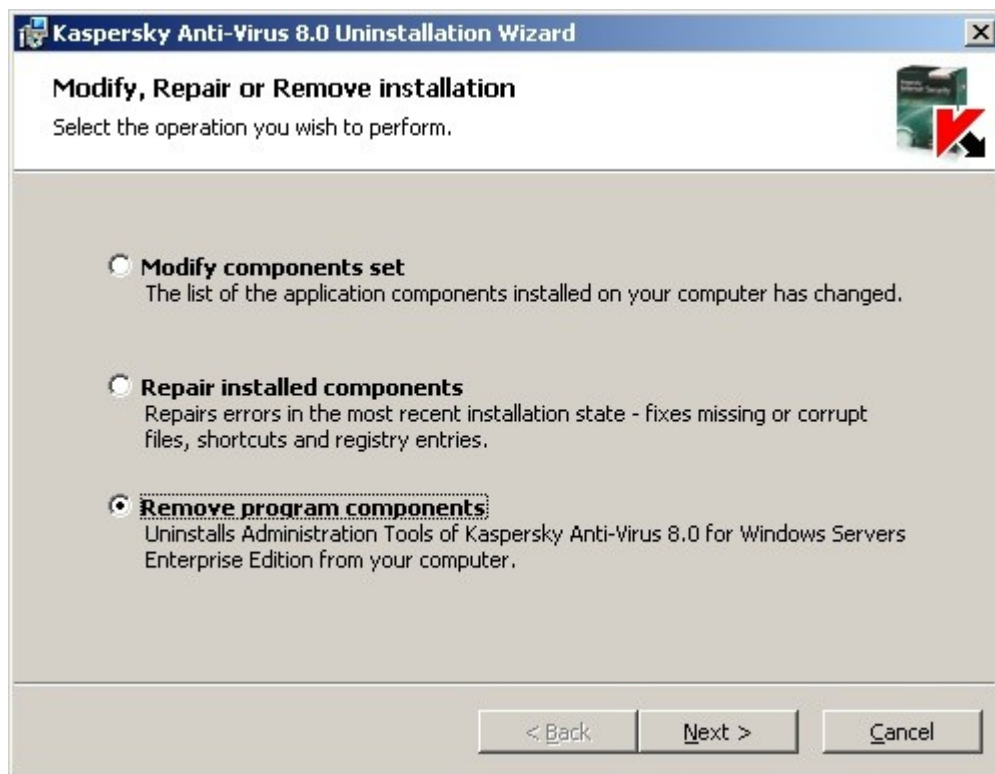 Kaspersky Anti-Virus 8.0 Uninstallation Wizard
Modify, Repair or Remove installation
Select the operation you wish to perform.
Modify components set
The list of the application components installed on your computer has changed.
Repair installed components
Repairs errors in the most recent installation state - fixes missing or corrupt
files, shortcuts and registry entries.
Remove program components
Uninstalls Administration Tools of Kaspersky Anti-Virus 8.0 for Windows Servers
Enterprise Edition from your computer.
< Back
Next >
Cancel